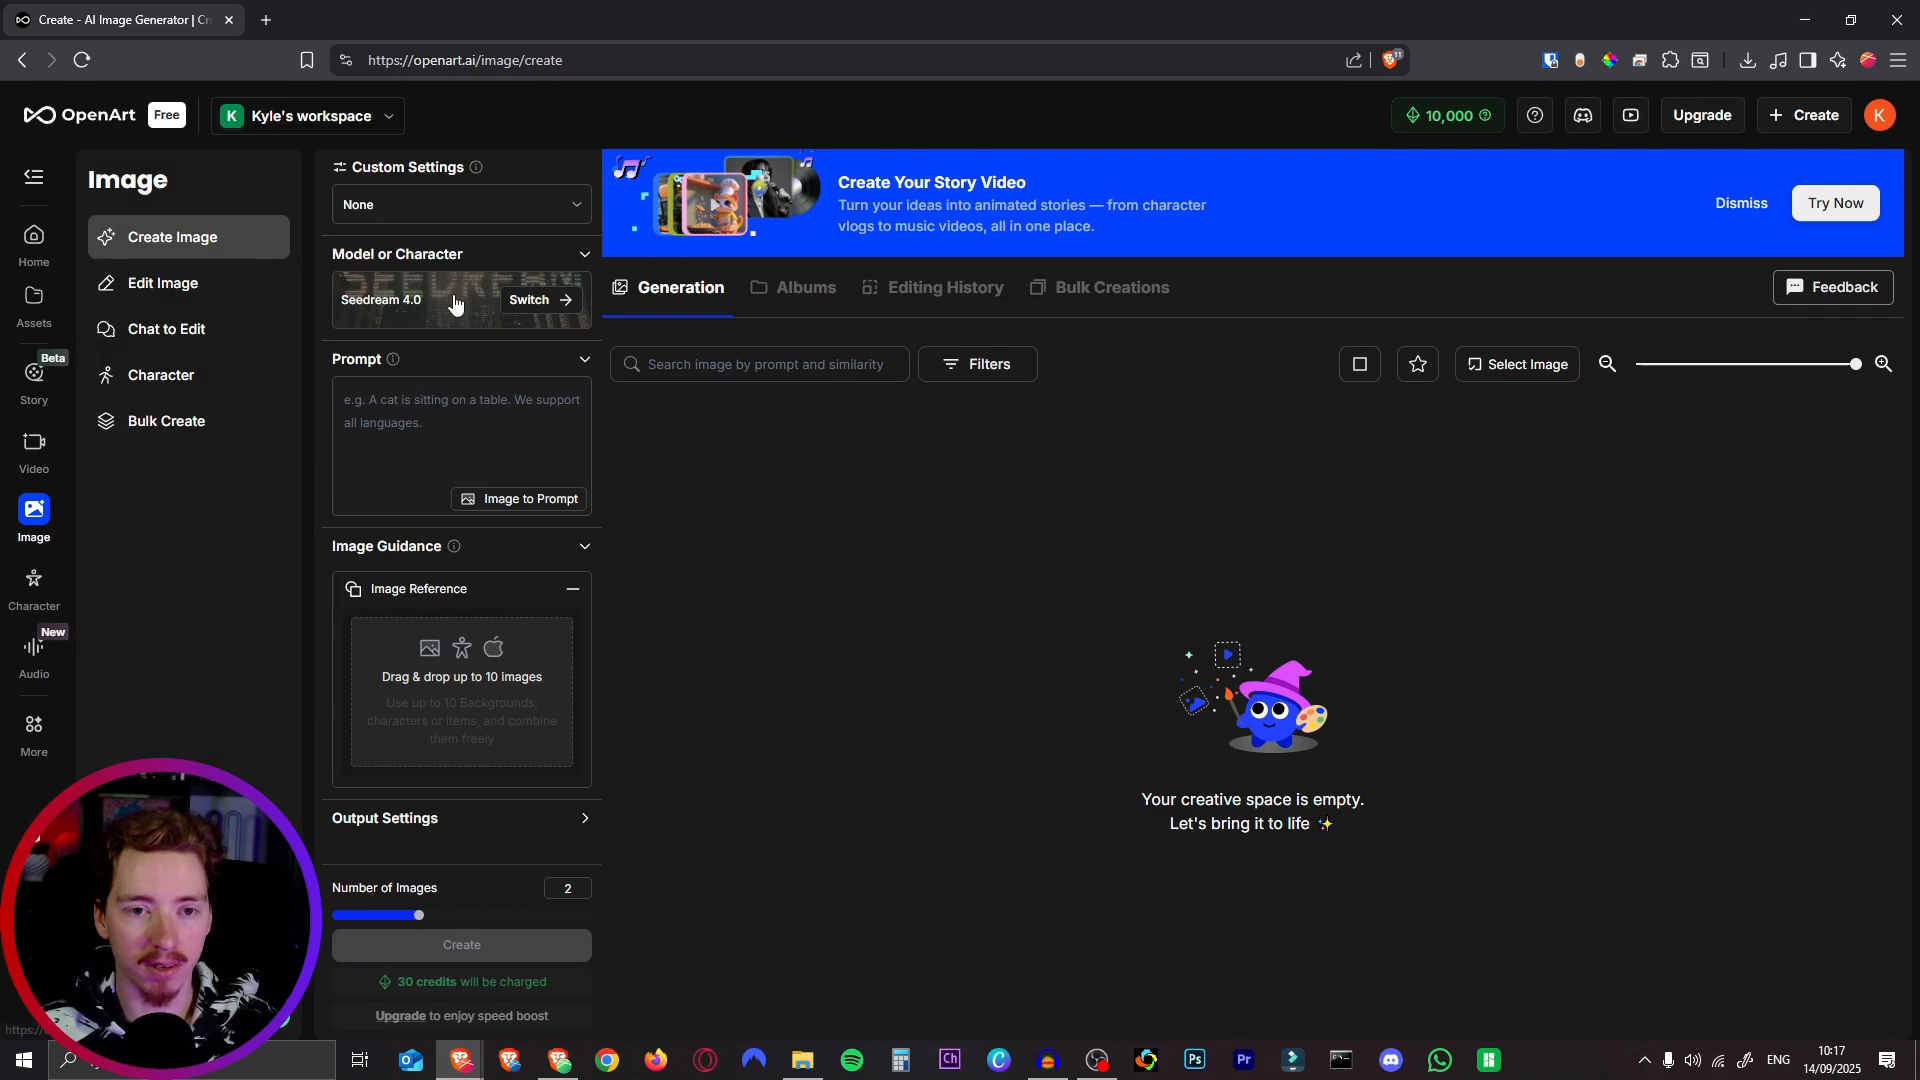 Create - AI Image Generator | Cr
https://openart.ai/image/create
11
OpenArt
Free
K
Kyle's workspace
10,000
Upgrade
Create
K
Home
Assets
Beta
Story
Video
Image
Character
New
Audio
More
Image
Create Image
Edit Image
Chat to Edit
Character
Bulk Create
Custom Settings
None
Model or Character
Seedream 4.0
Switch
Prompt
e.g. A cat is sitting on a table. We support
all languages.
Image to Prompt
Image Guidance
Image Reference
Drag & drop up to 10 images
Use up to 10 Backgrounds,
characters or items, and combine
them freely
Output Settings
Number of Images
2
Create
30 credits will be charged
Upgrade to enjoy speed boost
Create Your Story Video
Turn your ideas into animated stories — from character
vlogs to music videos, all in one place.
Dismiss
Try Now
Generation
Albums
Editing History
Bulk Creations
Feedback
Search image by prompt and similarity
Filters
Select Image
Your creative space is empty.
Let's bring it to life ✨
https://
Ch
Ps
Pr
ENG
10:17
14/09/2025